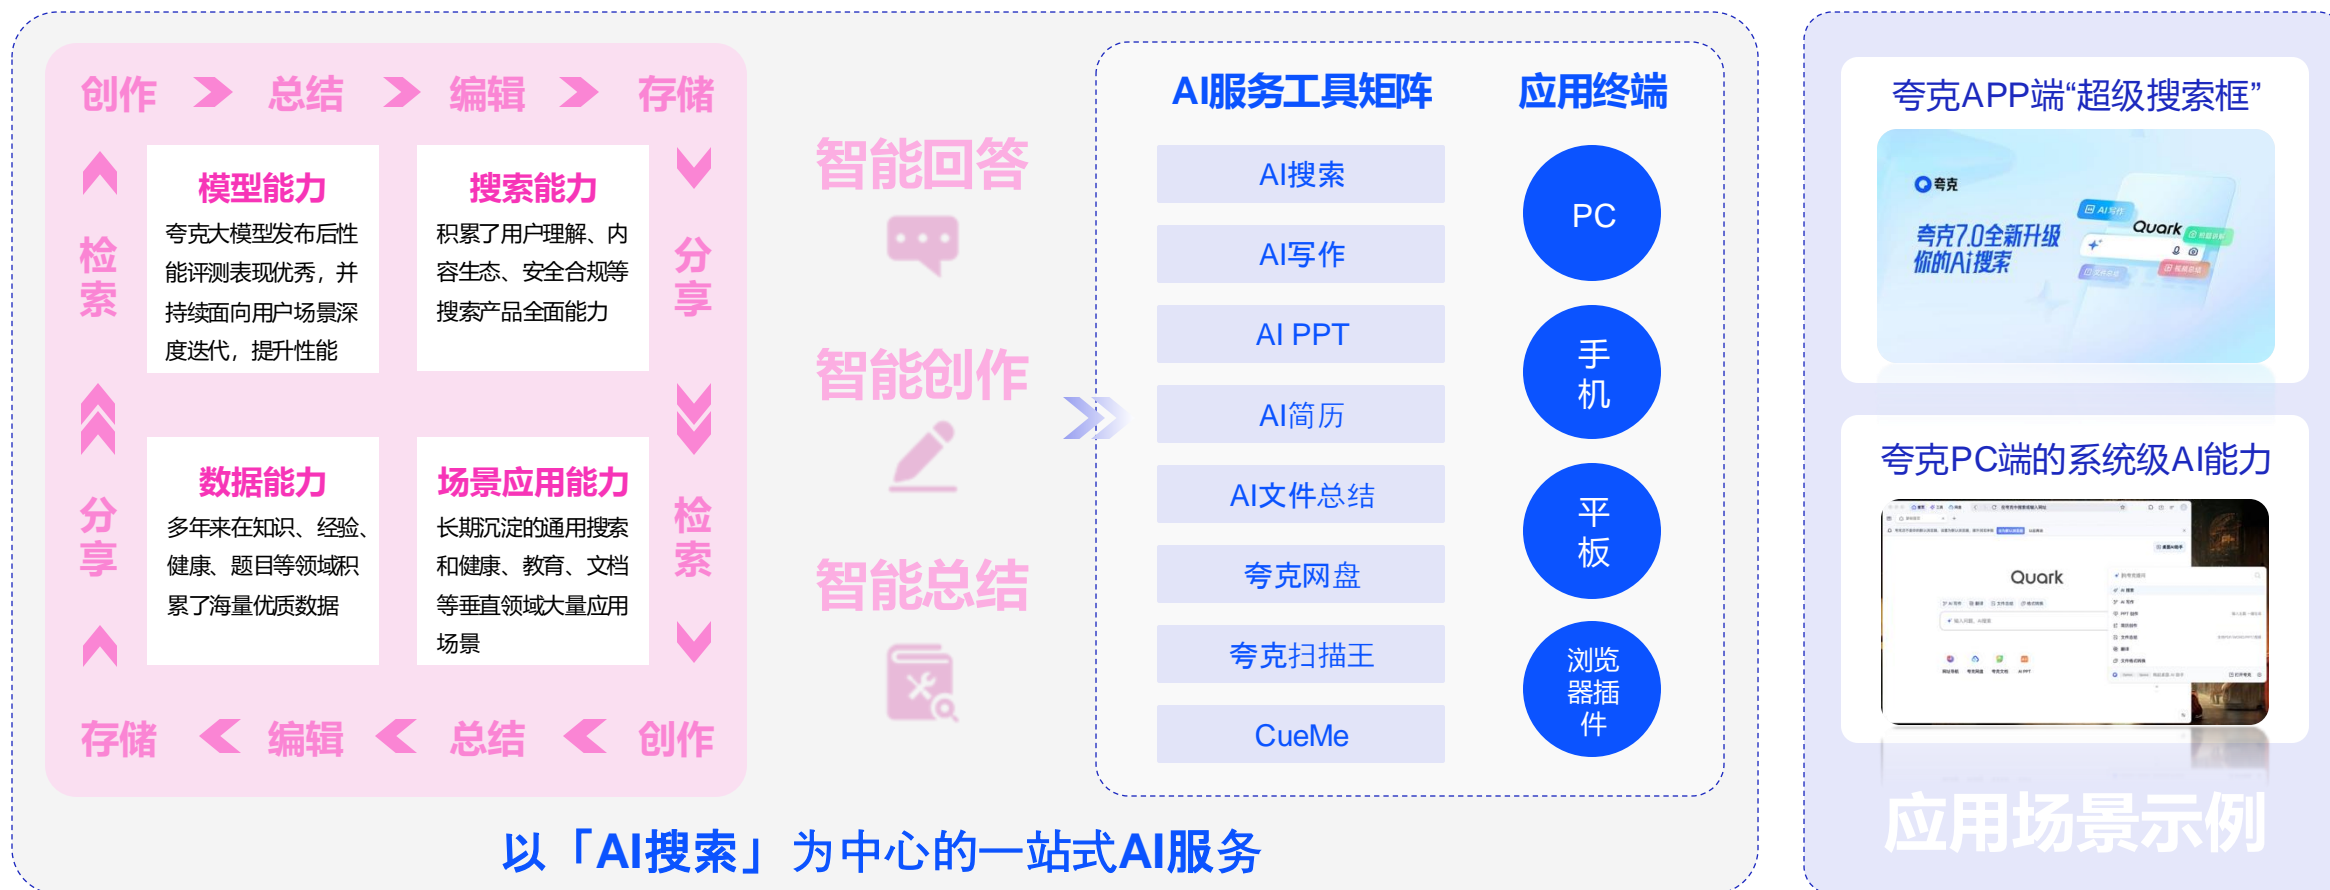 创作
总结
编辑
存储
检索
分享
模型能力
夸克大模型发布后性
能评测表现优秀，并
持续面向用户场景深
度迭代，提升性能
搜索能力
积累了用户理解、内
容生态、安全合规等
搜索产品全面能力
分享
检索
数据能力
多年来在知识、经验、
健康、题目等领域积
累了海量优质数据
场景应用能力
长期沉淀的通用搜索
和健康、教育、文档
等垂直领域大量应用
场景
存储
编辑
总结
创作
智能回答
智能创作
智能总结
AI服务工具矩阵
AI搜索
AI写作
AI PPT
AI简历
AI文件总结
夸克网盘
夸克扫描王
CueMe
应用终端
PC
手
机
平
板
浏览
器插
件
以「AI搜索」为中心的一站式AI服务
夸克APP端“超级搜索框”
夸克
夸克7.0全新升级
你的AI搜索
AI写作
Quark
夸克PC端的系统级AI能力
Quark
应用场景示例